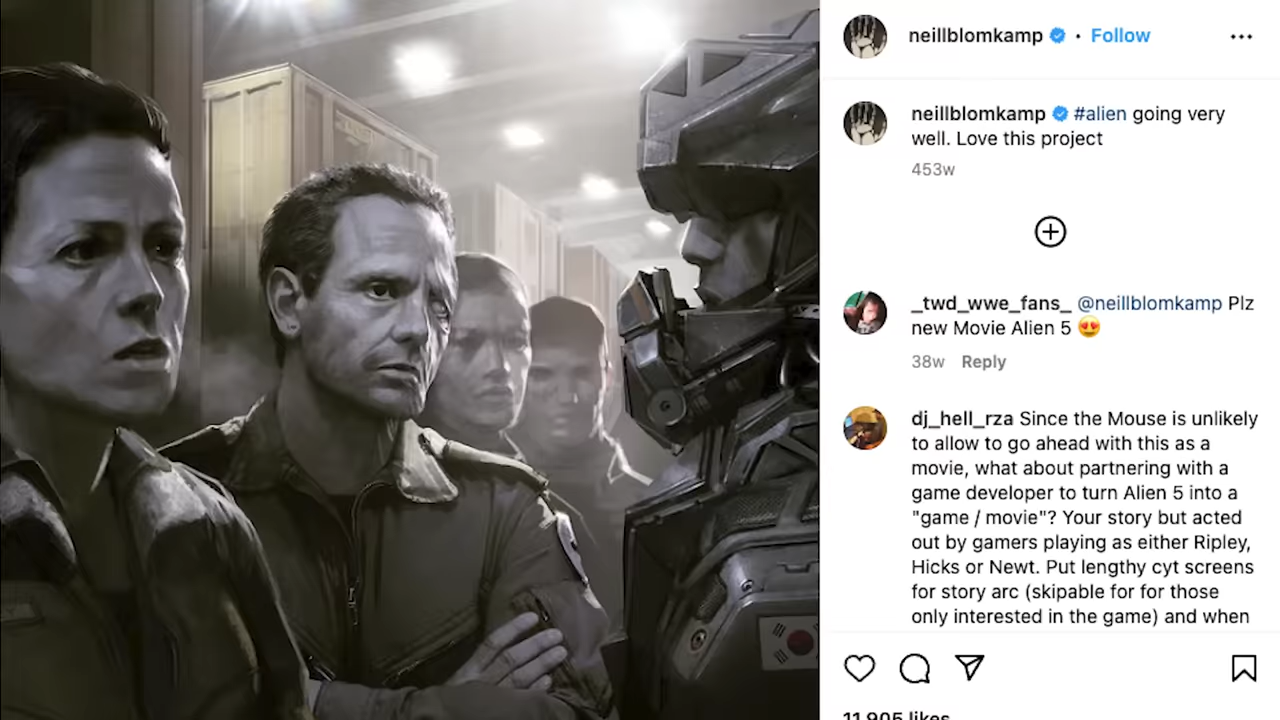 neillblomkamp • Follow
neillblomkamp #alien going very
well. Love this project
453w
_twd_wwe_fans_ @neillblomkamp Plz
new Movie Alien 5 😍
38w Reply
dj_hell_rza Since the Mouse is unlikely
to allow to go ahead with this as a
movie, what about partnering with a
game developer to turn Alien 5 into a
"game / movie"? Your story but acted
out by gamers playing as either Ripley,
Hicks or Newt. Put lengthy cyt screens
for story arc (skipable for for those
only interested in the game) and when
11,905 likes